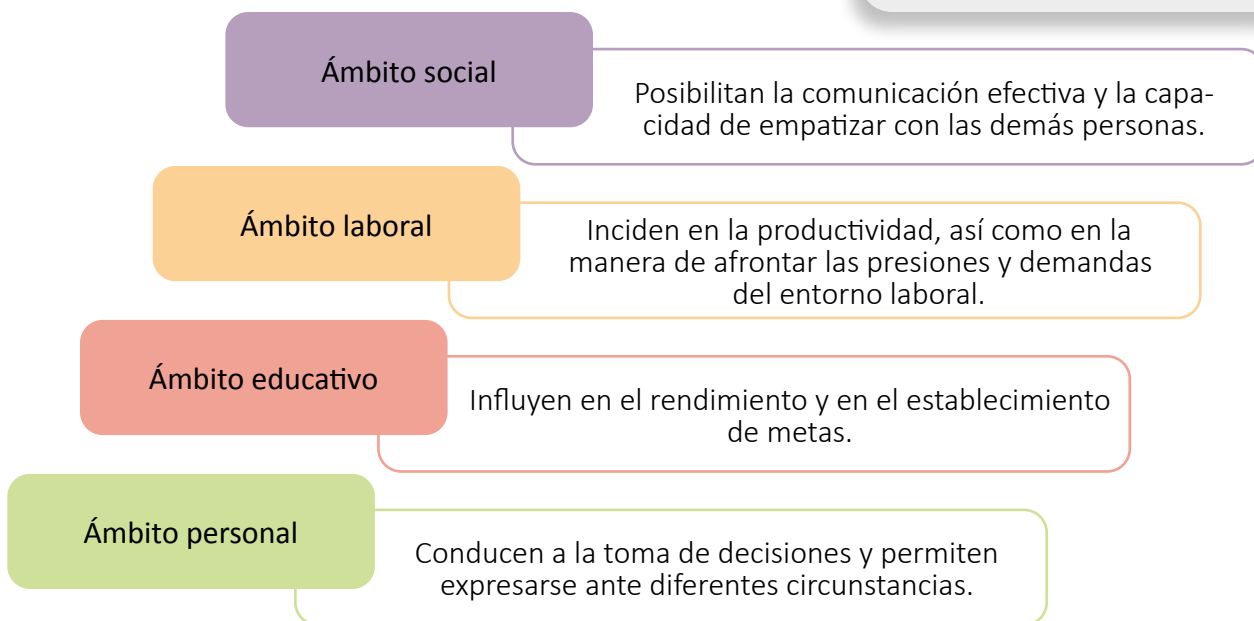 Ámbito social
Posibilitan la comunicación efectiva y la capa-
cidad de empatizar con las demás personas.
Ámbito laboral
Inciden en la productividad, así como en la
manera de afrontar las presiones y demandas
del entorno laboral.
Ámbito educativo
Influyen en el rendimiento y en el establecimiento
de metas.
Ámbito personal
Conducen a la toma de decisiones y permiten
expresarse ante diferentes circunstancias.